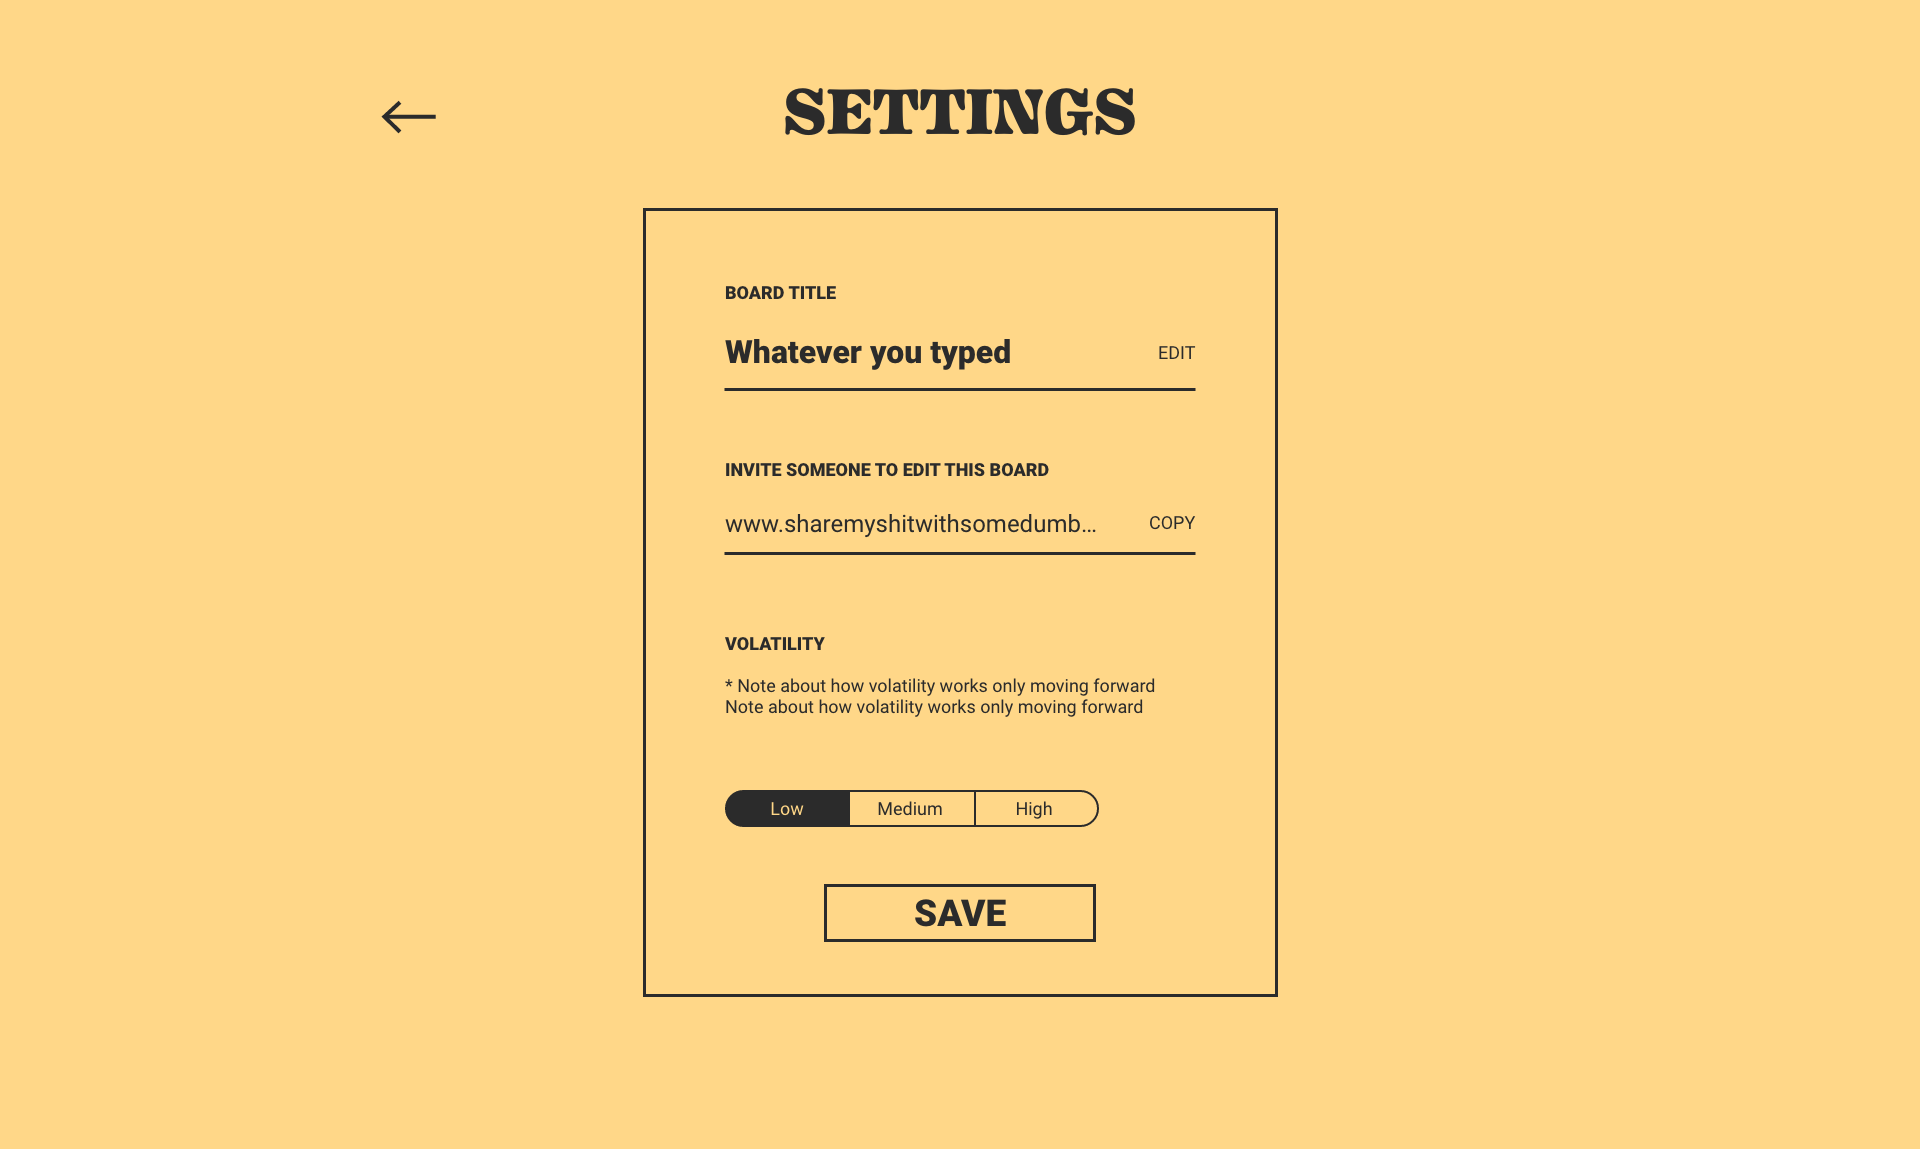 SETTINGS
BOARD TITLE
Whatever you typed
EDIT
INVITE SOMEONE TO EDIT THIS BOARD
www.sharemyshitwithsomedumb...
COPY
VOLATILITY
* Note about how volatility works only moving forward
Note about how volatility works only moving forward
Low
Medium
High
SAVE